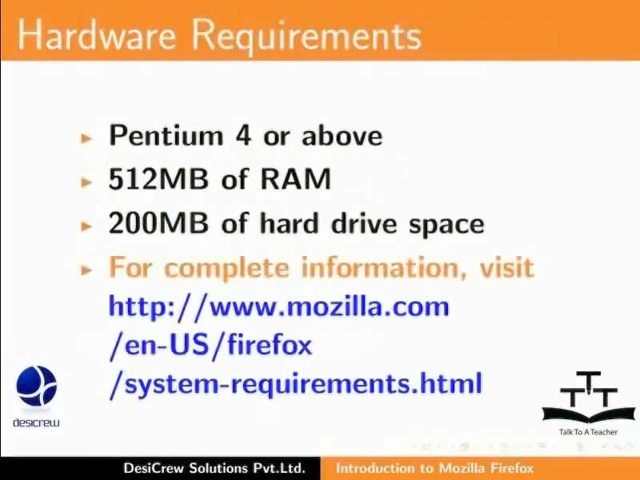 Hardware Requirements
Pentium 4 or above
512MB of RAM
200MB of hard drive space
For complete information, visit
http://www.mozilla.com
/en-US/firefox
/system-requirements.html
desicrew
TTT
Talk To A Teacher
DesiCrew Solutions Pvt.Ltd. Introduction to Mozilla Firefox